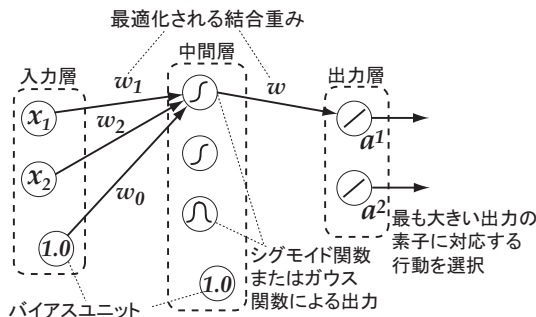 最適化される結合重み
中間層
入力層
出力層
w1
w
w2
w0
x1
x2
1.0
a1
a2
1.0
最も大きい出力の
素子に対応する
行動を選択
シグモイド関数
またはガウス
関数による出力
バイアスユニット